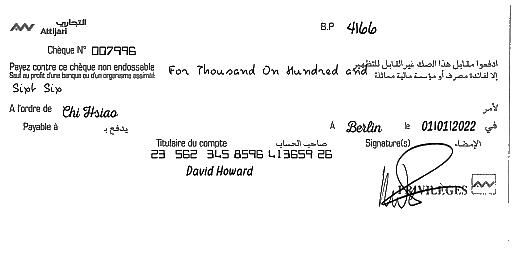 التجاري
Attijari
B.P 4166
Chèque N° 007996
Payez contre ce chèque non endossable
Sauf au profit d'une banque ou d'un organisme assimilé
For Thousand On Hundred and
ادفعوا مقابل هذا الصك غير القابل للتظهير
إلا لفائدة مصرف أو مؤسسة مالية مماثلة
Sixt Six
A l'ordre de Chi Hsiao لأمر
Payable à يدفع بـ
A Berlin le 01/01/2022 في
Titulaire du compte صاحب الحساب
Signature(s) الإمضاء
23 562 345 8596 413659 26
David Howard
PRIVILÈGES